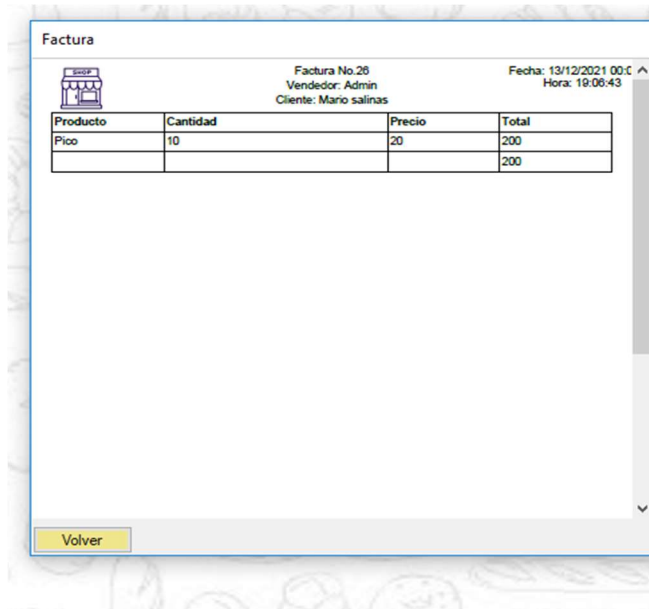 Factura
SHOP
Factura No.26
Vendedor: Admin
Cliente: Mario salinas
Fecha: 13/12/2021 00:0
Hora: 19:06:43
Producto Cantidad Precio Total
Pico 10 20 200
200
Volver